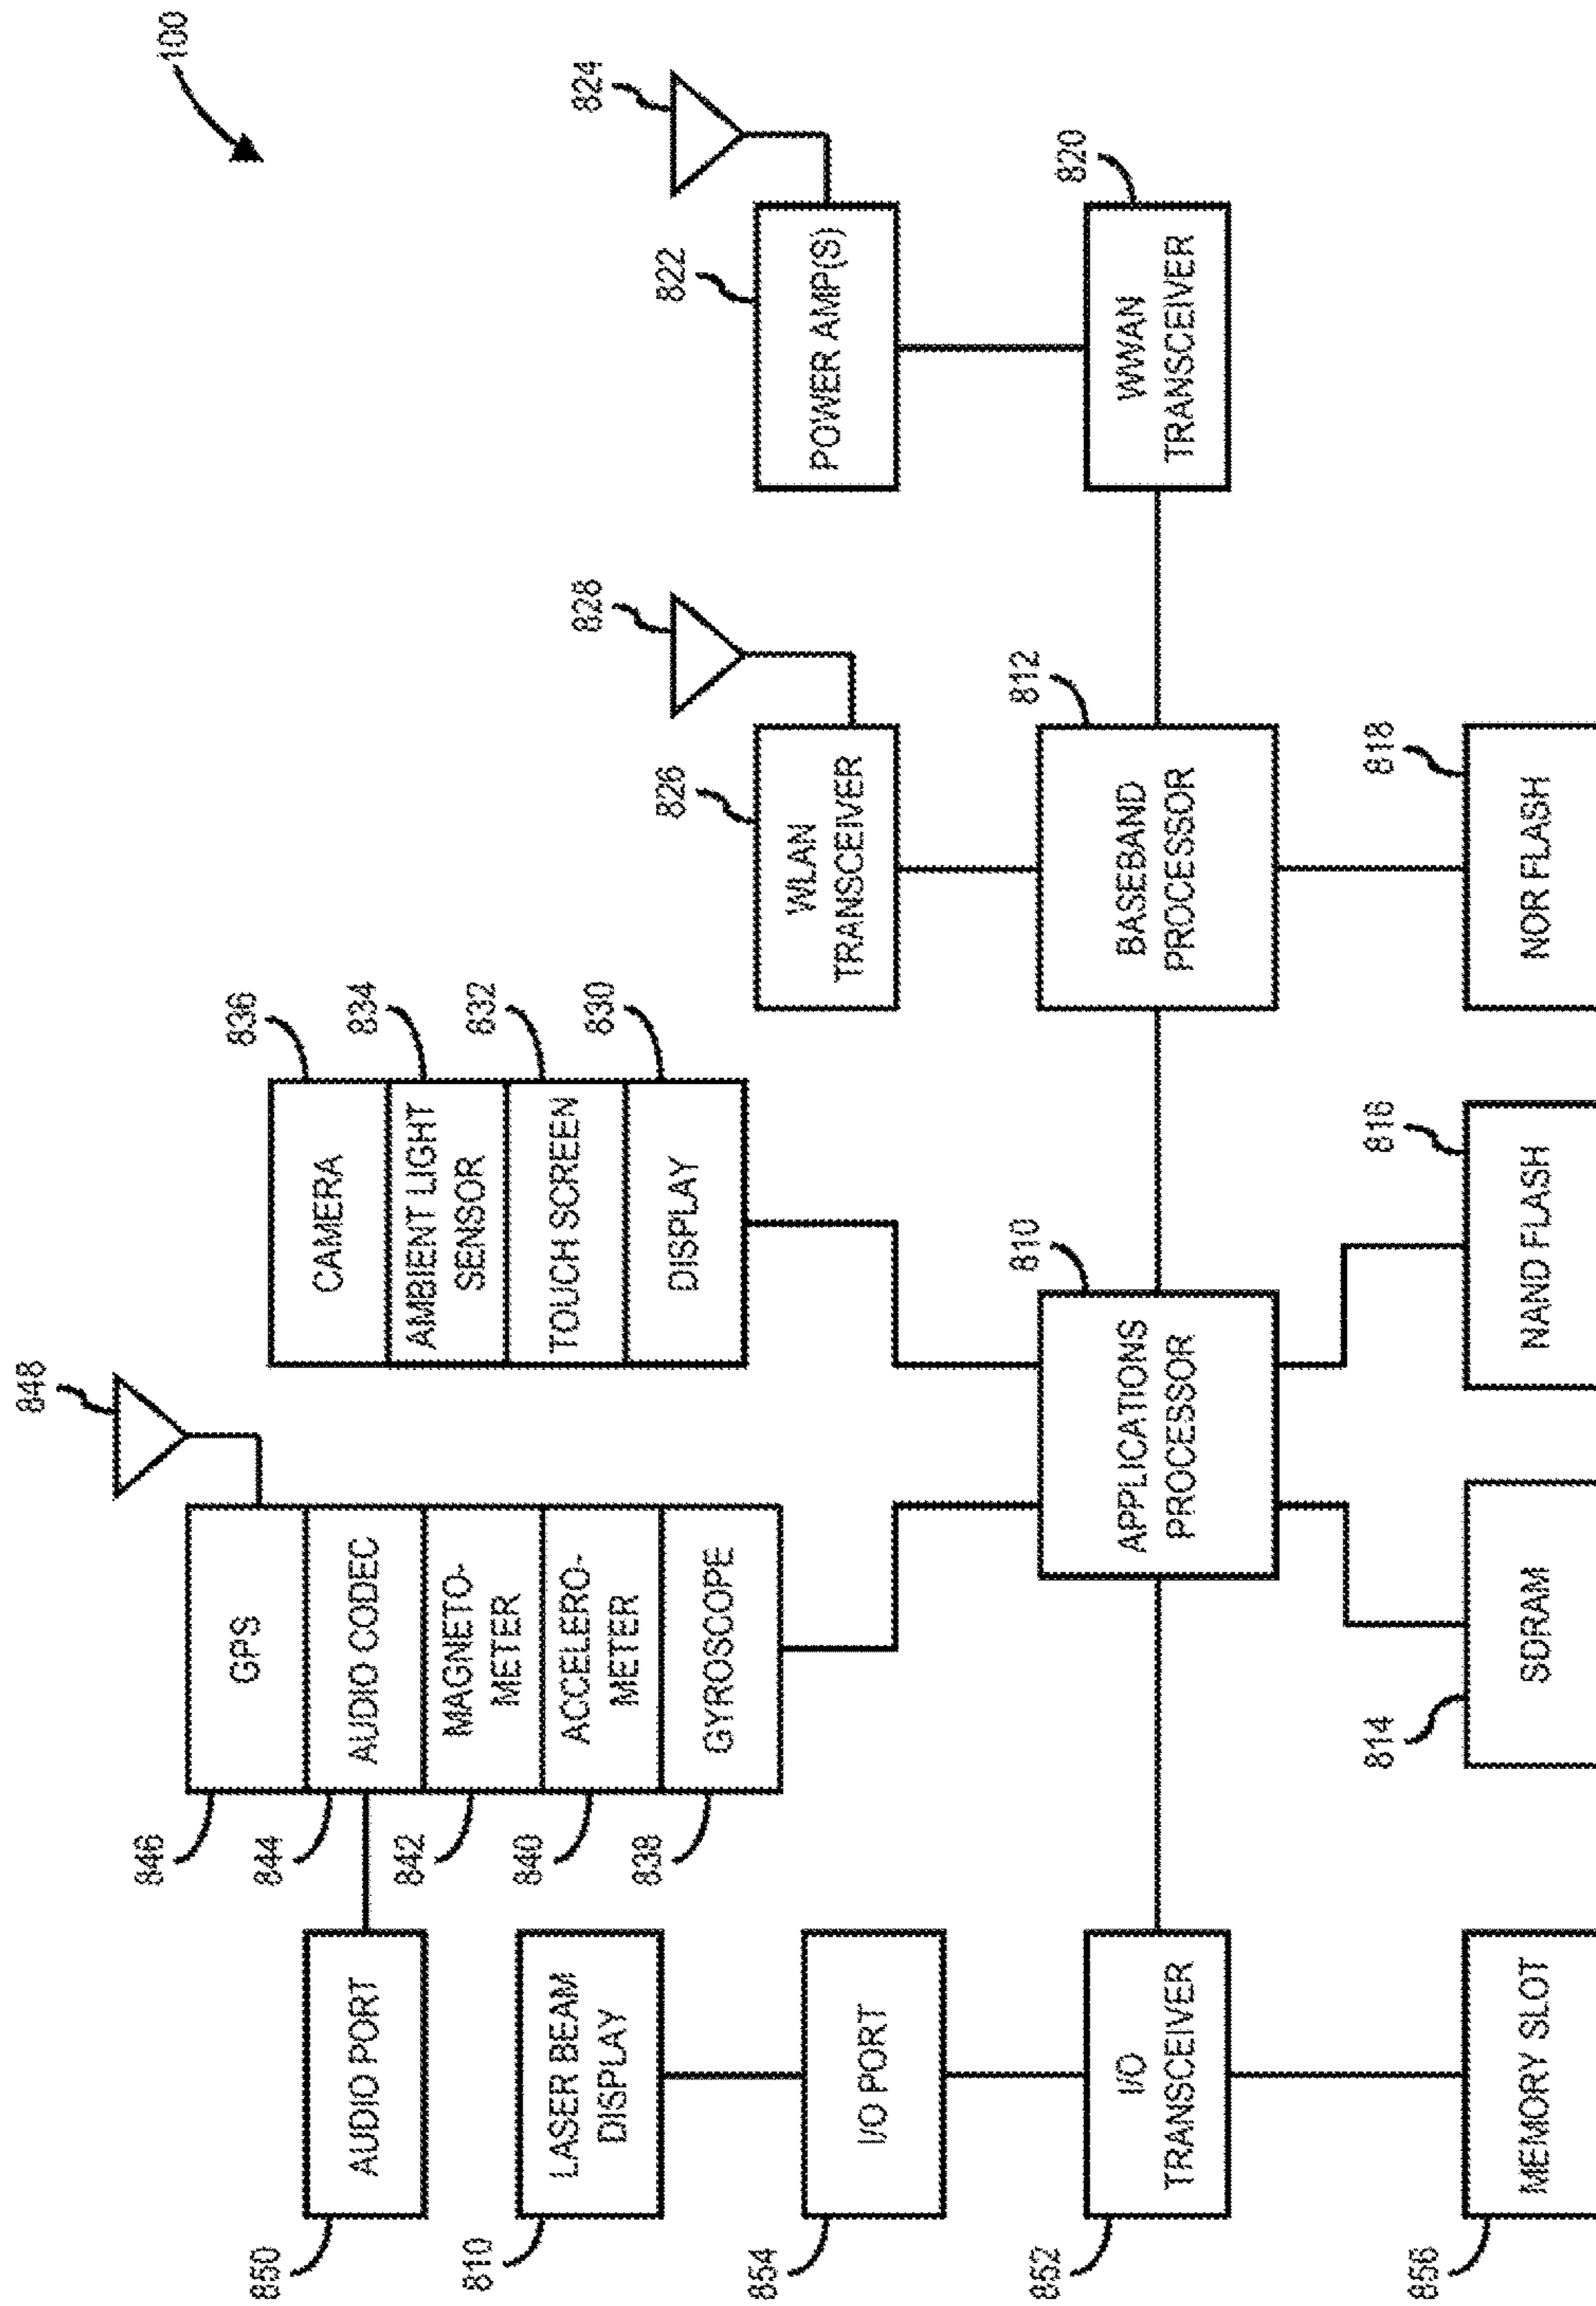 100
848
GPS
846
AUDIO CODEC
844
MAGNETO-
METER
842
ACCELERO-
METER
840
GYROSCOPE
838
CAMERA
836
AMBIENT LIGHT
SENSOR
834
TOUCH SCREEN
832
DISPLAY
830
AUDIO PORT
850
LASER BEAM
DISPLAY
810
I/O PORT
854
I/O
TRANSCEIVER
852
MEMORY SLOT
856
APPLICATIONS
PROCESSOR
810
SDRAM
814
NAND FLASH
816
WLAN
TRANSCEIVER
826
828
BASEBAND
PROCESSOR
812
NOR FLASH
818
POWER AMP(S)
822
824
WWAN
TRANSCEIVER
820